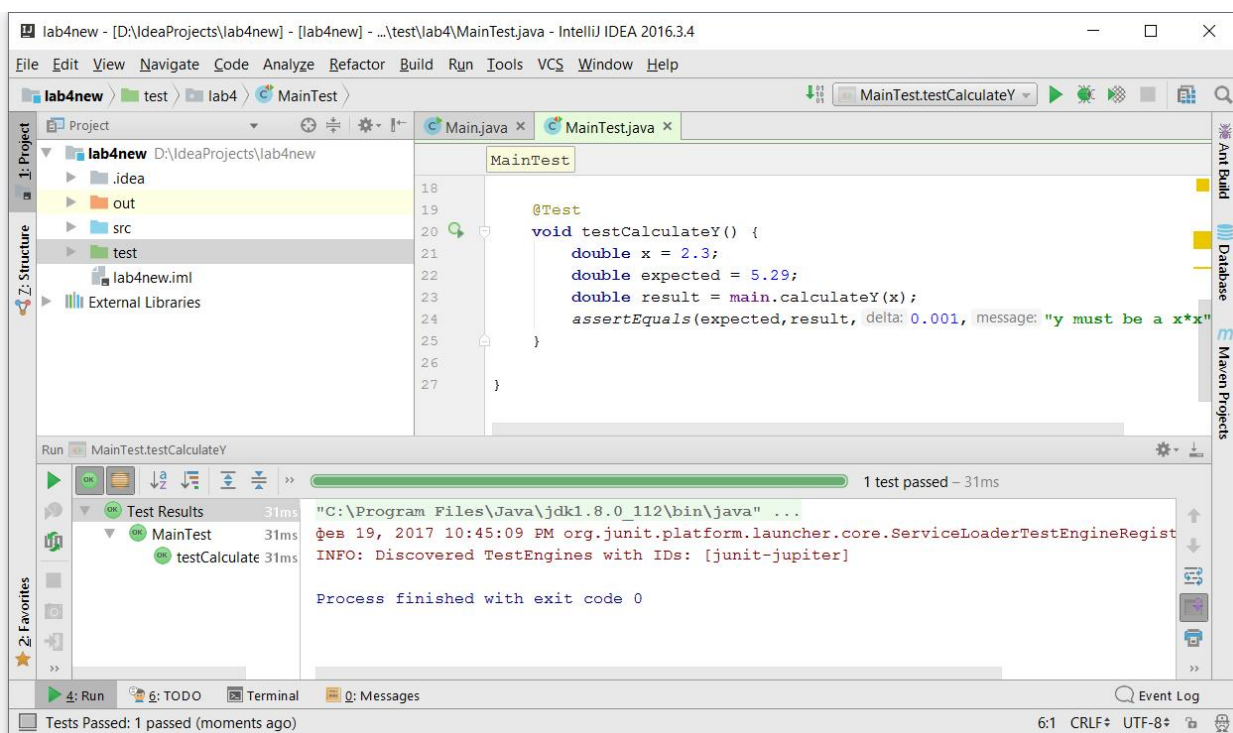 lab4new - [D:\IdeaProjects\lab4new] - [lab4new] - ...\test\lab4\MainTest.java - IntelliJ IDEA 2016.3.4
File Edit View Navigate Code Analyze Refactor Build Run Tools VCS Window Help
lab4new test lab4 MainTest MainTest.testCalculateY
1: Project
Z: Structure
2: Favorites
Project
lab4new D:\IdeaProjects\lab4new
.idea
out
src
test
lab4new.iml
External Libraries
Main.java MainTest.java
MainTest
18
19 @Test
20 void testCalculateY() {
21 double x = 2.3;
22 double expected = 5.29;
23 double result = main.calculateY(x);
24 assertEquals(expected,result, delta: 0.001, message: "y must be a x*x"
25 }
26
27 }
Ant Build
Database
Maven Projects
Run MainTest.testCalculateY
1 test passed – 31ms
Test Results 31ms
MainTest 31ms
testCalculate 31ms
"C:\Program Files\Java\jdk1.8.0_112\bin\java" ...
фев 19, 2017 10:45:09 PM org.junit.platform.launcher.core.ServiceLoaderTestEngineRegist
INFO: Discovered TestEngines with IDs: [junit-jupiter]
Process finished with exit code 0
4: Run 6: TODO Terminal 0: Messages Event Log
Tests Passed: 1 passed (moments ago) 6:1 CRLF UTF-8